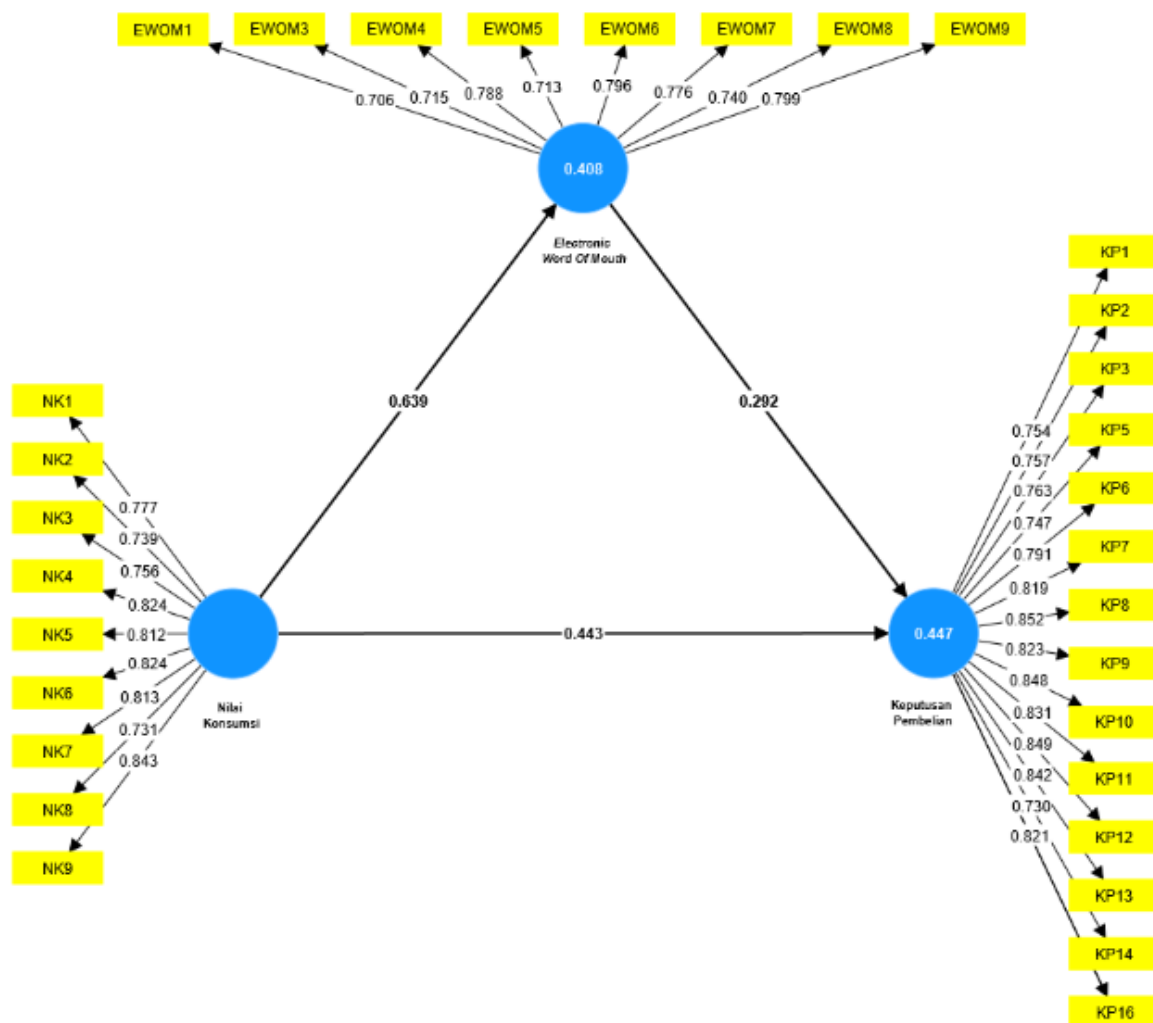 EWOM1 EWOM3 EWOM4 EWOM5 EWOM6 EWOM7 EWOM8 EWOM9
0.706 0.715 0.788 0.713 0.796 0.776 0.740 0.799
0.408
Electronic
Word Of Mouth
KP1
KP2
KP3
KP5
KP6
KP7
KP8
KP9
KP10
KP11
KP12
KP13
KP14
KP16
0.754
0.757
0.763
0.747
0.791
0.819
0.852
0.823
0.848
0.831
0.849
0.842
0.730
0.821
0.639
0.292
NK1
NK2
NK3
NK4
NK5
NK6
NK7
NK8
NK9
0.777
0.739
0.756
0.824
0.812
0.824
0.813
0.731
0.843
0.443
0.447
Nilai
Konsumsi
Keputusan
Pembelian